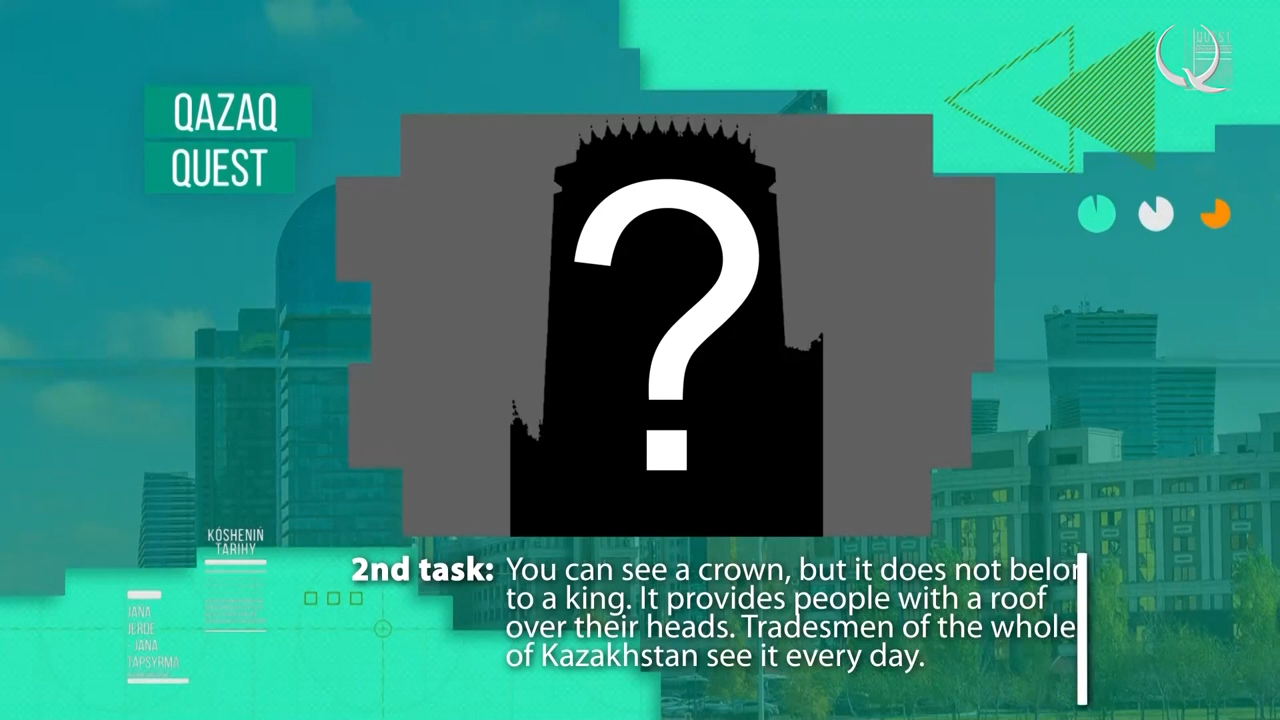 QAZAQ
QUEST
?
KÓSHENIŃ
TARIHY
JANA
JERDE
- JANA
TAPSYRMA
2nd task: You can see a crown, but it does not belon
to a king. It provides people with a roof
over their heads. Tradesmen of the whole
of Kazakhstan see it every day.